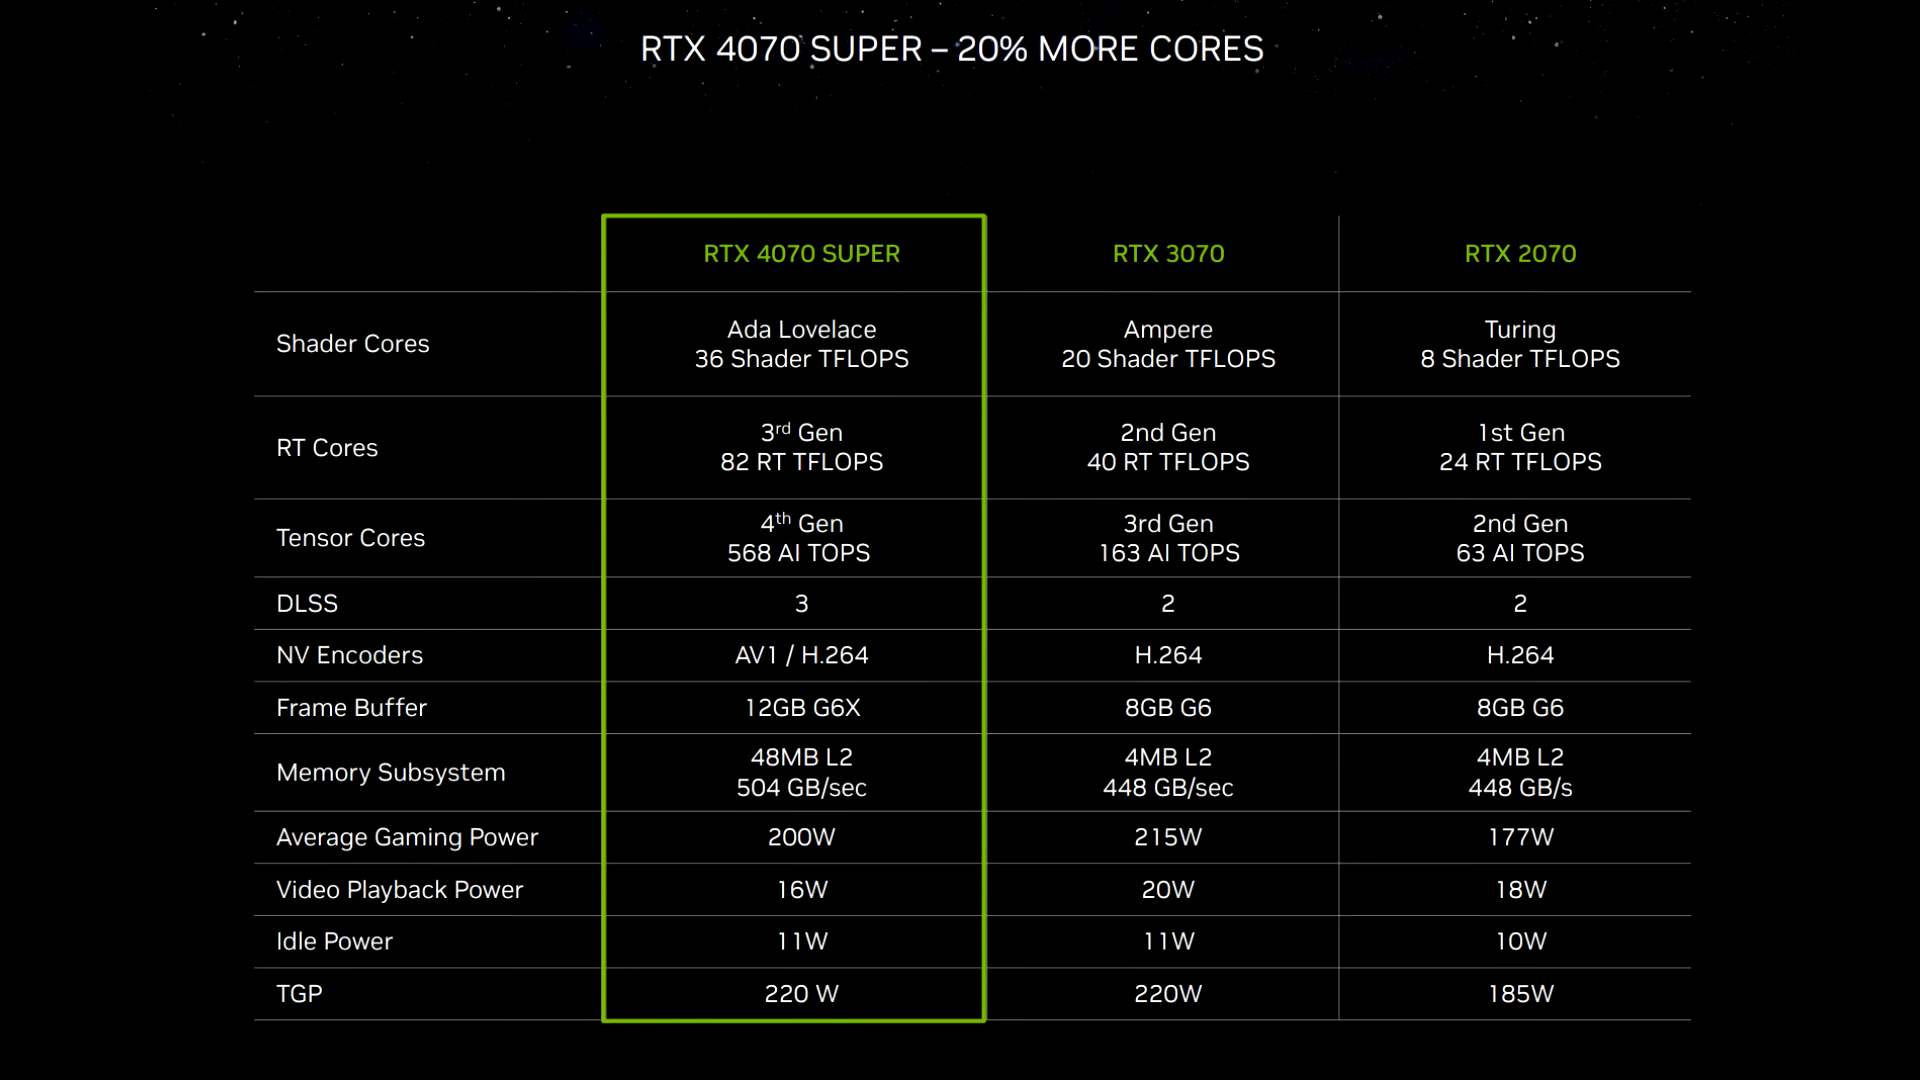 RTX 4070 SUPER – 20% MORE CORES
RTX 4070 SUPER RTX 3070 RTX 2070
Shader Cores
Ada Lovelace
36 Shader TFLOPS
Ampere
20 Shader TFLOPS
Turing
8 Shader TFLOPS
RT Cores
3rd Gen
82 RT TFLOPS
2nd Gen
40 RT TFLOPS
1st Gen
24 RT TFLOPS
Tensor Cores
4th Gen
568 AI TOPS
3rd Gen
163 AI TOPS
2nd Gen
63 AI TOPS
DLSS 3 2 2
NV Encoders AV1 / H.264 H.264 H.264
Frame Buffer 12GB G6X 8GB G6 8GB G6
Memory Subsystem
48MB L2
504 GB/sec
4MB L2
448 GB/sec
4MB L2
448 GB/s
Average Gaming Power 200W 215W 177W
Video Playback Power 16W 20W 18W
Idle Power 11W 11W 10W
TGP 220 W 220W 185W